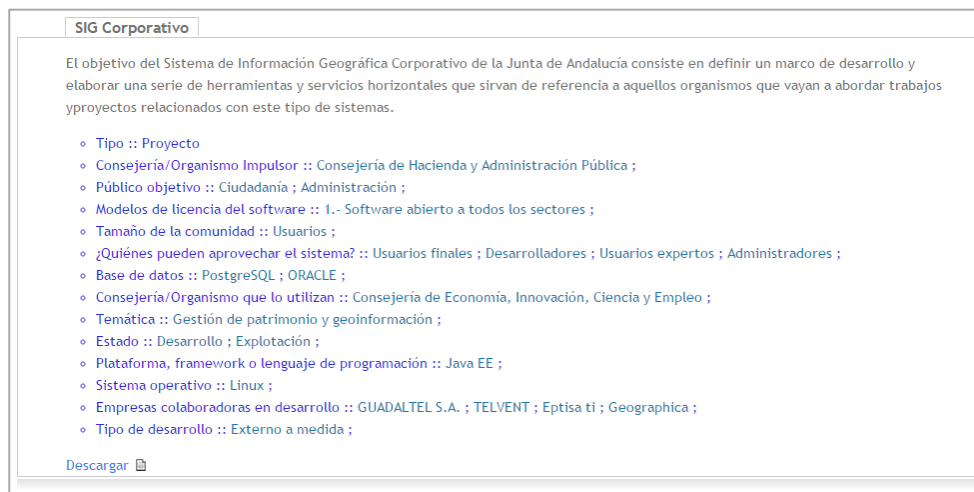 SIG Corporativo
El objetivo del Sistema de Información Geográfica Corporativo de la Junta de Andalucía consiste en definir un marco de desarrollo y
elaborar una serie de herramientas y servicios horizontales que sirvan de referencia a aquellos organismos que vayan a abordar trabajos
yproyectos relacionados con este tipo de sistemas.
Tipo :: Proyecto
Consejería/Organismo Impulsor :: Consejería de Hacienda y Administración Pública ;
Público objetivo :: Ciudadanía ; Administración ;
Modelos de licencia del software :: 1.- Software abierto a todos los sectores ;
Tamaño de la comunidad :: Usuarios ;
¿Quiénes pueden aprovechar el sistema? :: Usuarios finales ; Desarrolladores ; Usuarios expertos ; Administradores ;
Base de datos :: PostgreSQL ; ORACLE ;
Consejería/Organismo que lo utilizan :: Consejería de Economía, Innovación, Ciencia y Empleo ;
Temática :: Gestión de patrimonio y geoinformación ;
Estado :: Desarrollo ; Explotación ;
Plataforma, framework o lenguaje de programación :: Java EE ;
Sistema operativo :: Linux ;
Empresas colaboradoras en desarrollo :: GUADALTEL S.A. ; TELVENT ; Eptisa ti ; Geographica ;
Tipo de desarrollo :: Externo a medida ;
Descargar